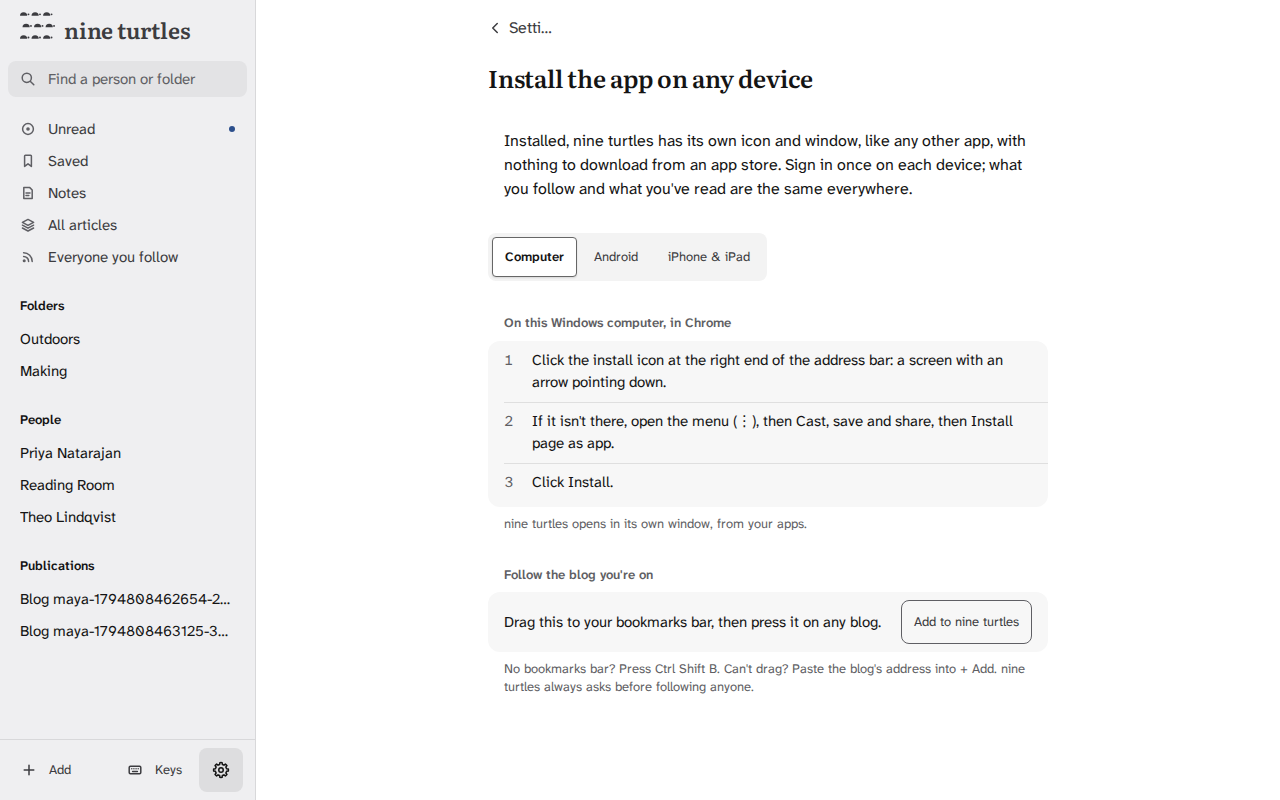 nine turtles
Find a person or folder
Unread
Saved
Notes
All articles
Everyone you follow
Folders
Outdoors
Making
People
Priya Natarajan
Reading Room
Theo Lindqvist
Publications
Blog maya-1794808462654-2...
Blog maya-1794808463125-3...
Add
Keys
Setti...
Install the app on any device
Installed, nine turtles has its own icon and window, like any other app, with
nothing to download from an app store. Sign in once on each device; what
you follow and what you've read are the same everywhere.
Computer
Android
iPhone & iPad
On this Windows computer, in Chrome
1 Click the install icon at the right end of the address bar: a screen with an
arrow pointing down.
2 If it isn't there, open the menu (⋮), then Cast, save and share, then Install
page as app.
3 Click Install.
nine turtles opens in its own window, from your apps.
Follow the blog you're on
Drag this to your bookmarks bar, then press it on any blog.
Add to nine turtles
No bookmarks bar? Press Ctrl Shift B. Can't drag? Paste the blog's address into + Add. nine
turtles always asks before following anyone.